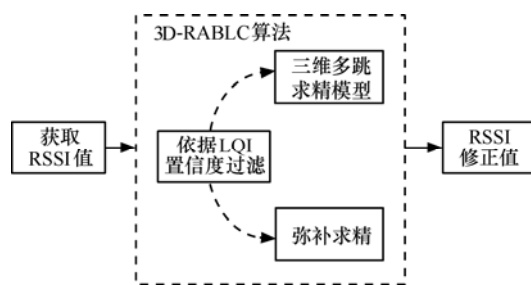 3D-RABLC算法
三维多跳
求精模型
获取
RSSI值
依据LQI
置信度过滤
RSSI
修正值
弥补求精